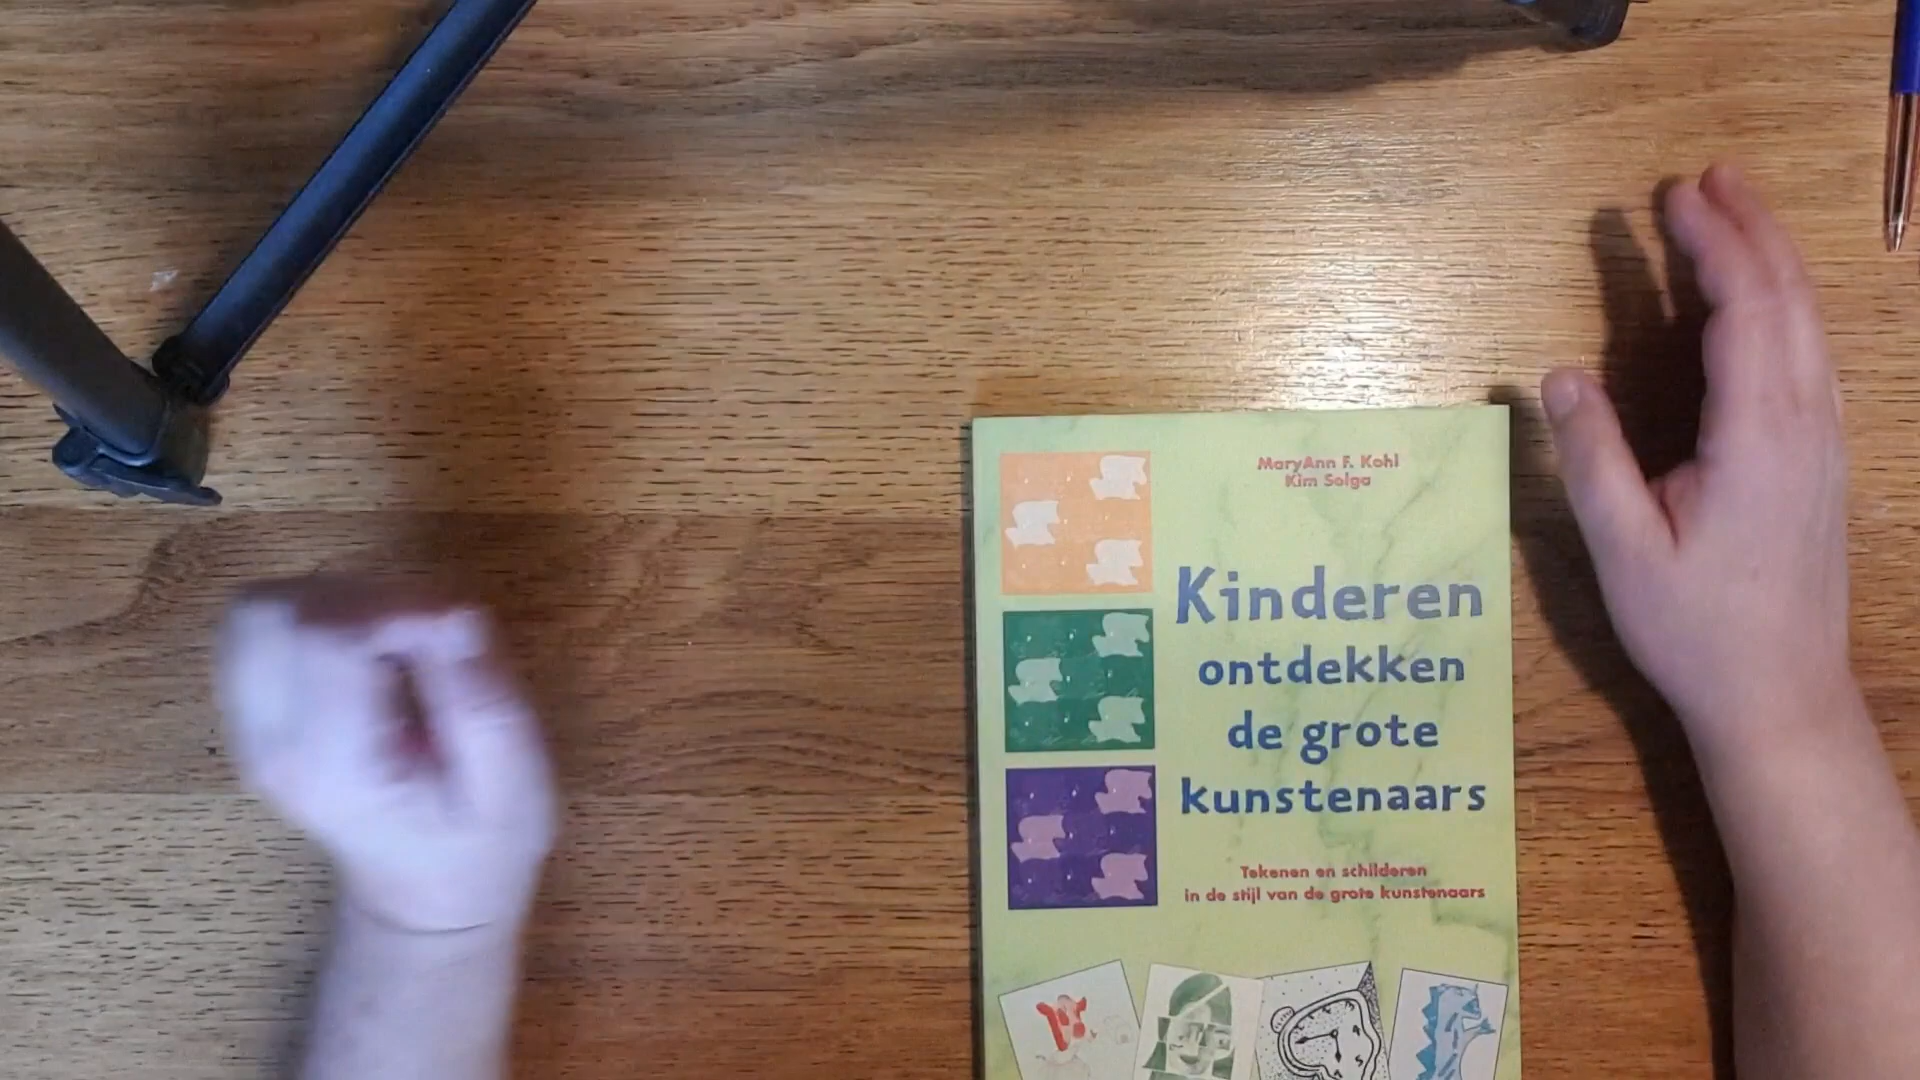 MaryAnn F. Kohl
Kim Solga
Kinderen
ontdekken
de grote
kunstenaars
Tekenen en schilderen
in de stijl van de grote kunstenaars